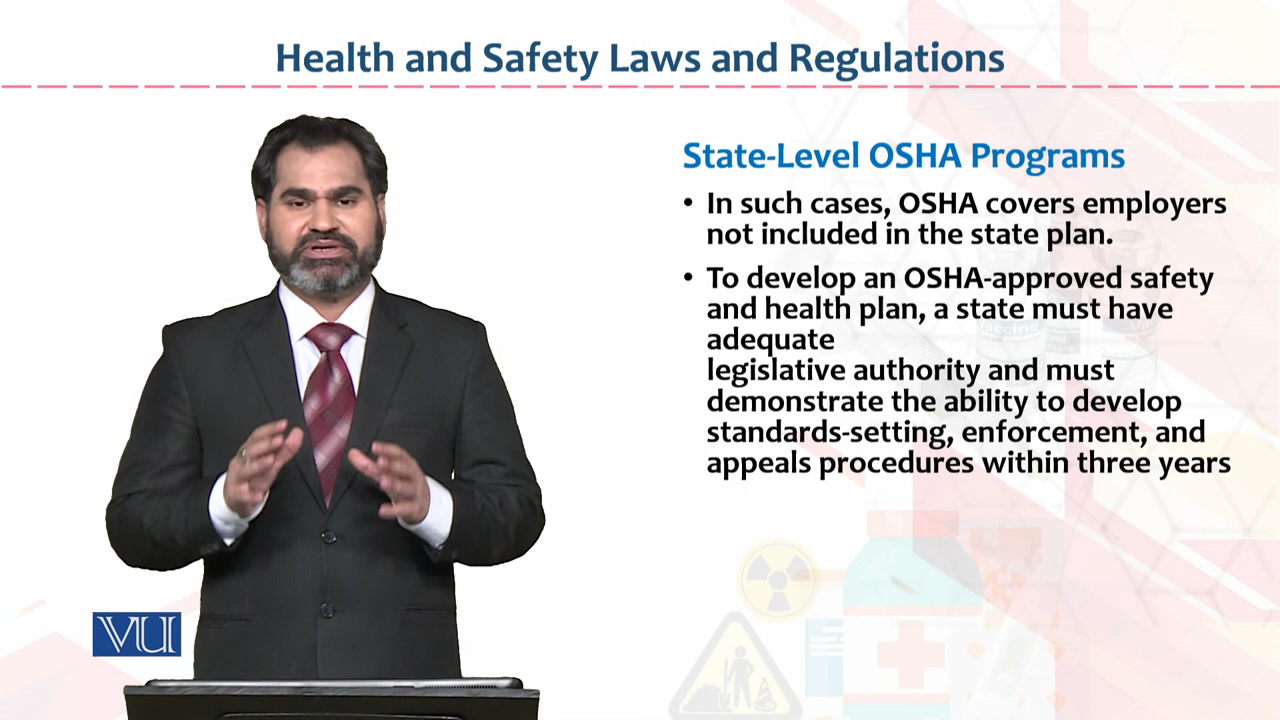 Health and Safety Laws and Regulations
State-Level OSHA Programs
• In such cases, OSHA covers employers
not included in the state plan.
• To develop an OSHA-approved safety
and health plan, a state must have
adequate
legislative authority and must
demonstrate the ability to develop
standards-setting, enforcement, and
appeals procedures within three years
Vaccine
VU